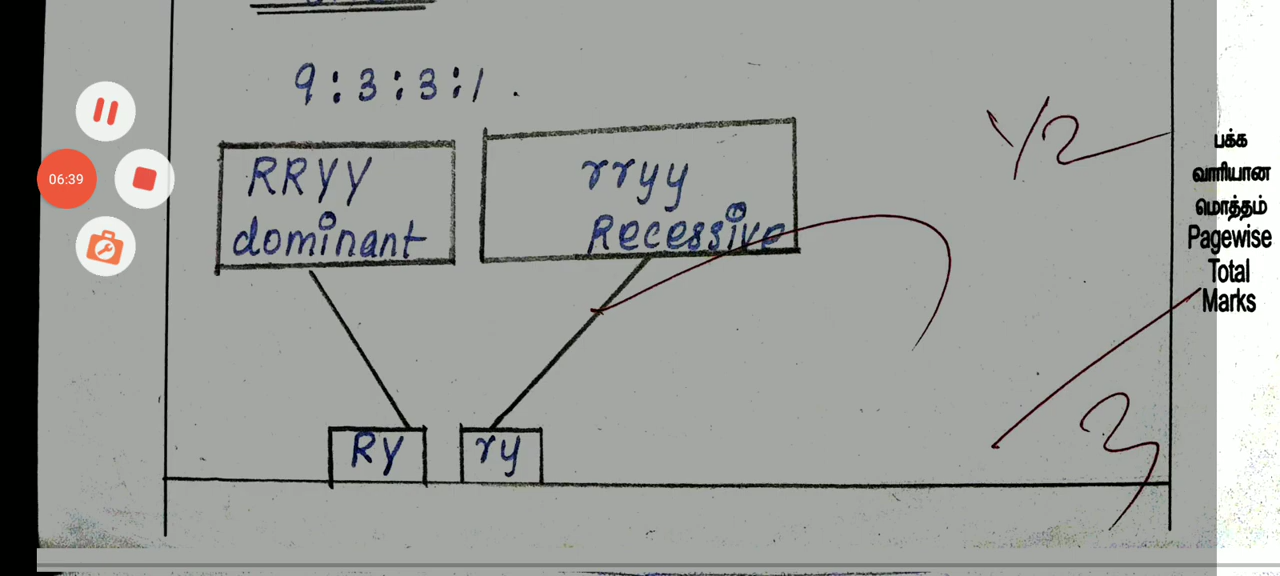 9:3:3:1.
RRYY
dominant
rryy
Recessive
RY
ry
1/2
பக்க
வாரியான
மொத்தம்
Pagewise
Total
Marks
3
06:39